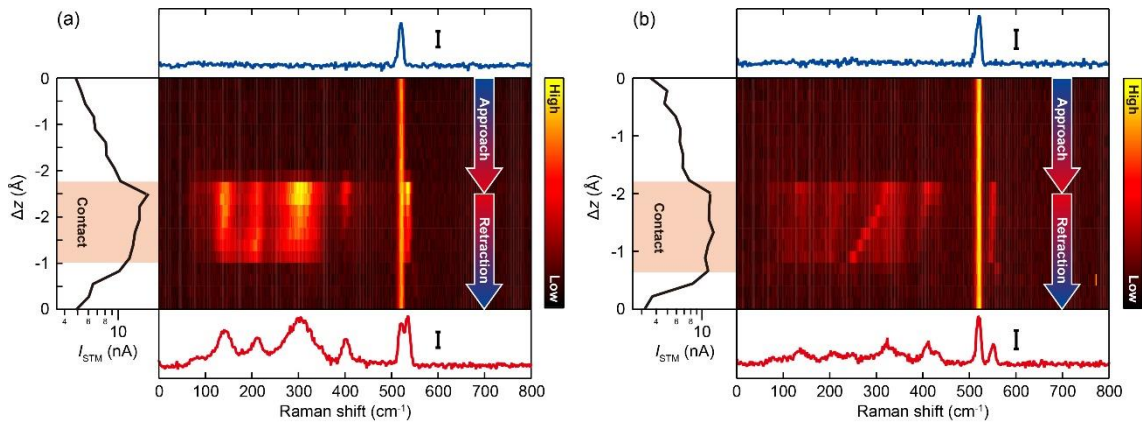 (a)
0
-1
-2
-2
-1
0
Δz (Å)
Contact
4 6 8 10
I_STM (nA)
Approach
Retraction
High
Low
0 100 200 300 400 500 600 700 800
Raman shift (cm⁻¹)
(b)
0
-1
-2
-1
0
Δz (Å)
Contact
4 6 8 10
I_STM (nA)
Approach
Retraction
High
Low
0 100 200 300 400 500 600 700 800
Raman shift (cm⁻¹)